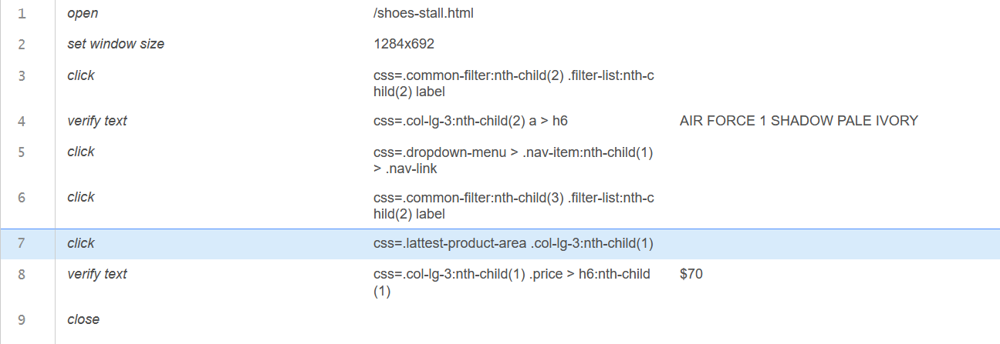 1 open /shoes-stall.html
2 set window size 1284x692
3 click css=.common-filter:nth-child(2) .filter-list:nth-c
hild(2) label
4 verify text css=.col-lg-3:nth-child(2) a > h6 AIR FORCE 1 SHADOW PALE IVORY
5 click css=.dropdown-menu > .nav-item:nth-child(1)
> .nav-link
6 click css=.common-filter:nth-child(3) .filter-list:nth-c
hild(2) label
7 click css=.lattest-product-area .col-lg-3:nth-child(1)
8 verify text css=.col-lg-3:nth-child(1) .price > h6:nth-child $70
(1)
9 close